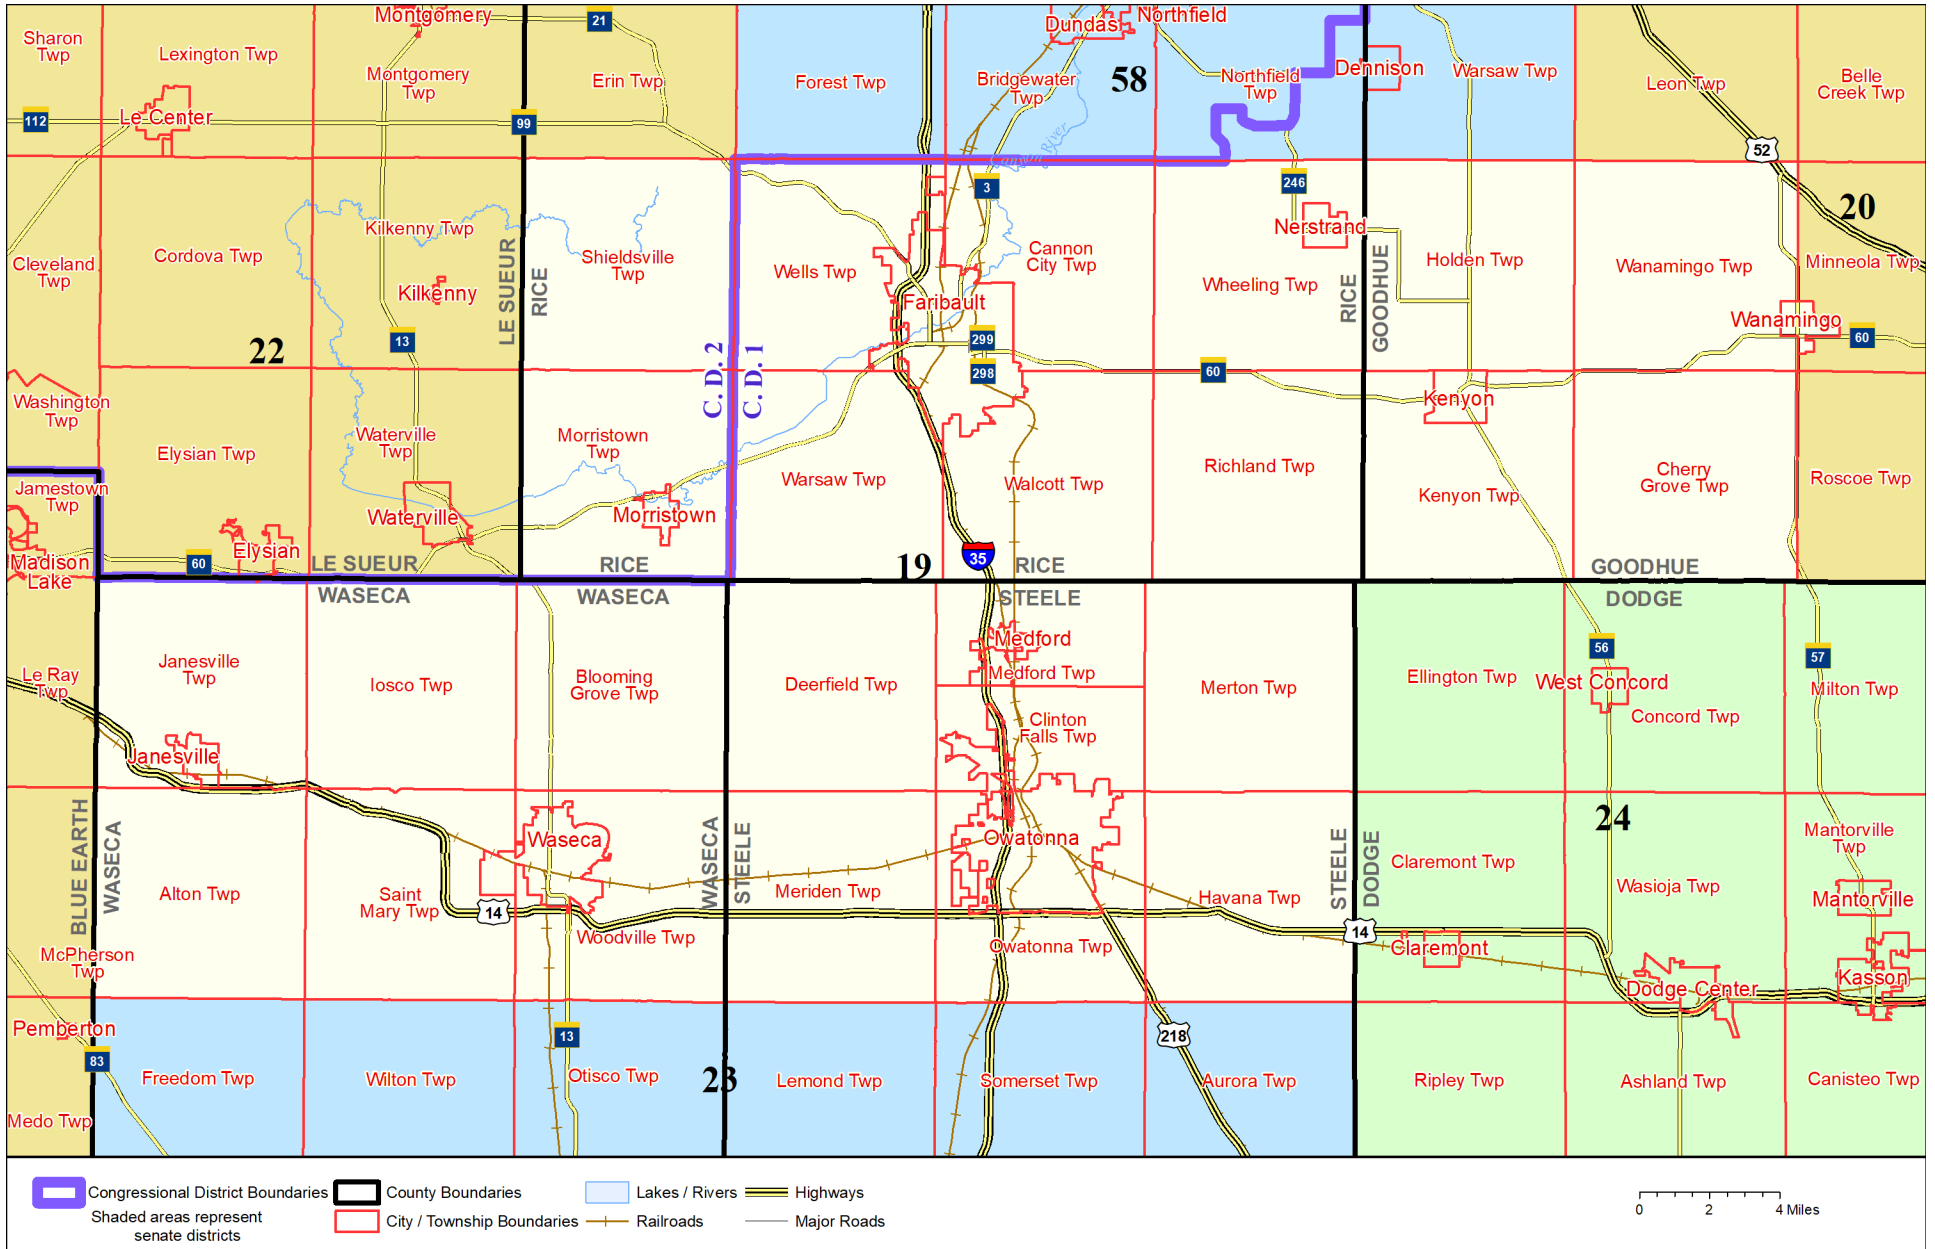 Montgomery
21
Dundas
Northfield
Sharon
Twp
Lexington Twp
Montgomery
Twp
Erin Twp
Forest Twp
Bridgewater
Twp
58
Northfield
Twp
Dennison
Warsaw Twp
Leon Twp
Belle
Creek Twp
112
Le Center
99
52
3
246
20
Cordova Twp
Kilkenny Twp
LE SUEUR
RICE
Shieldsville
Twp
Wells Twp
Cannon
City Twp
Nerstrand
Wheeling Twp
RICE
GOODHUE
Holden Twp
Wanamingo Twp
Minneola Twp
Cleveland
Twp
Kilkenny
Faribault
Wanamingo
22
13
C. D. 2
C. D. 1
299
298
60
60
Washington
Twp
Kenyon
Elysian Twp
Waterville
Twp
Morristown
Twp
Warsaw Twp
Walcott Twp
Richland Twp
Kenyon Twp
Cherry
Grove Twp
Roscoe Twp
Jamestown
Twp
Waterville
Morristown
Madison
Lake
60
Elysian
LE SUEUR
RICE
19
35
RICE
GOODHUE
WASECA
WASECA
STEELE
DODGE
Medford
56
57
Le Ray
Twp
Janesville
Twp
Iosco Twp
Blooming
Grove Twp
Deerfield Twp
Medford Twp
Merton Twp
Ellington Twp
West Concord
Milton Twp
Clinton
Falls Twp
Concord Twp
Janesville
BLUE EARTH
WASECA
Waseca
WASECA
STEELE
Owatonna
STEELE
DODGE
24
Mantorville
Twp
Alton Twp
Saint
Mary Twp
14
Meriden Twp
Havana Twp
Claremont Twp
Wasioja Twp
Mantorville
Woodville Twp
Owatonna Twp
14
Claremont
McPherson
Twp
Dodge Center
Kasson
Pemberton
83
13
218
Freedom Twp
Wilton Twp
Otisco Twp
23
Lemond Twp
Somerset Twp
Aurora Twp
Ripley Twp
Ashland Twp
Canisteo Twp
Medo Twp
Congressional District Boundaries
County Boundaries
Lakes / Rivers
Highways
Shaded areas represent
senate districts
City / Township Boundaries
Railroads
Major Roads
0 2 4 Miles